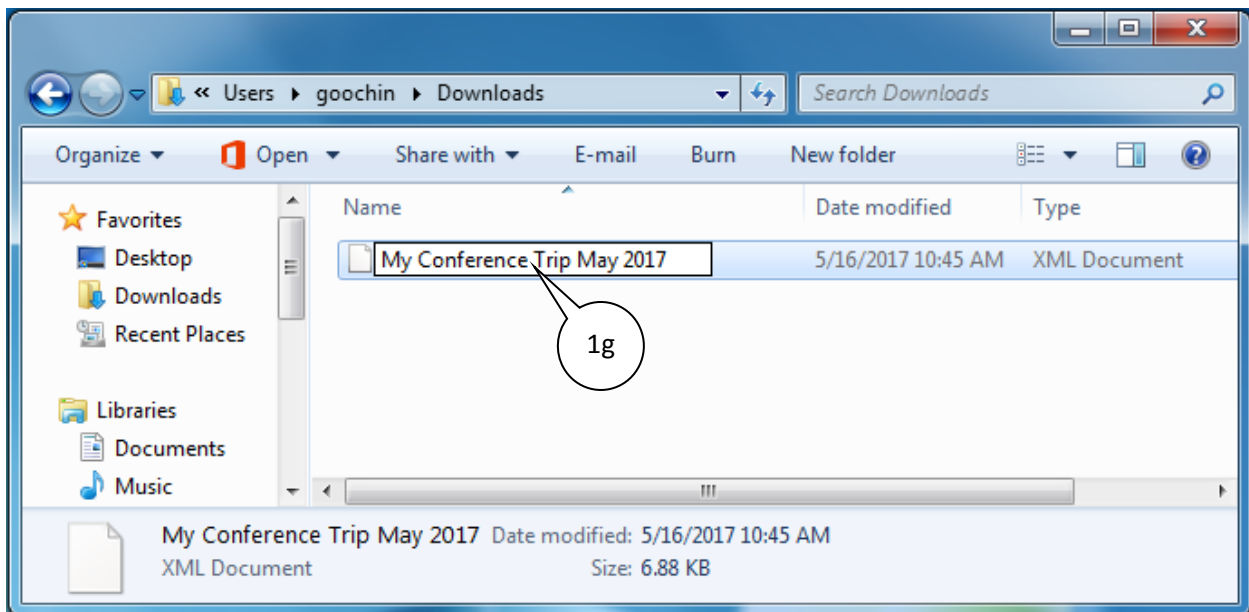 « Users ▸ goochin ▸ Downloads Search Downloads
Organize Open Share with E-mail Burn New folder
Name Date modified Type
Favorites
Desktop
Downloads
Recent Places
Libraries
Documents
Music
My Conference Trip May 2017 5/16/2017 10:45 AM XML Document
1g
My Conference Trip May 2017 Date modified: 5/16/2017 10:45 AM
XML Document Size: 6.88 KB